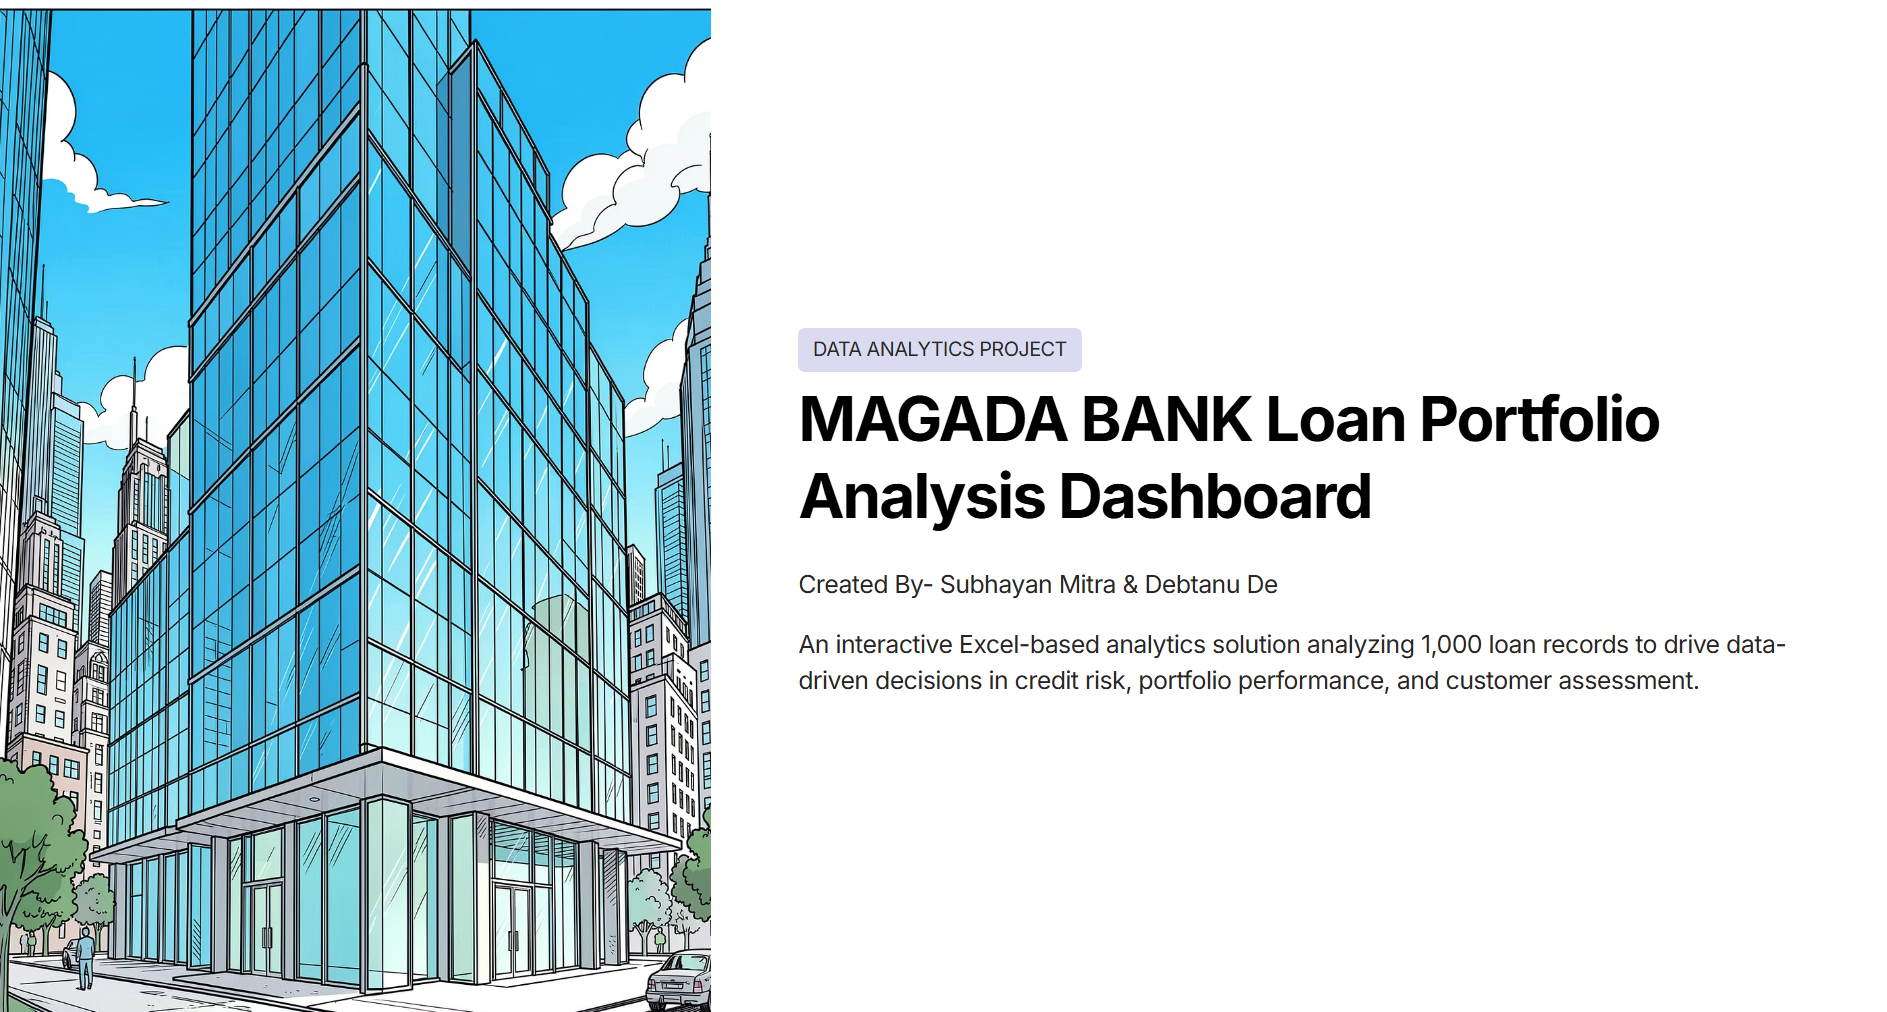 DATA ANALYTICS PROJECT
MAGADA BANK Loan Portfolio
Analysis Dashboard
Created By- Subhayan Mitra & Debtanu De
An interactive Excel-based analytics solution analyzing 1,000 loan records to drive data-
driven decisions in credit risk, portfolio performance, and customer assessment.